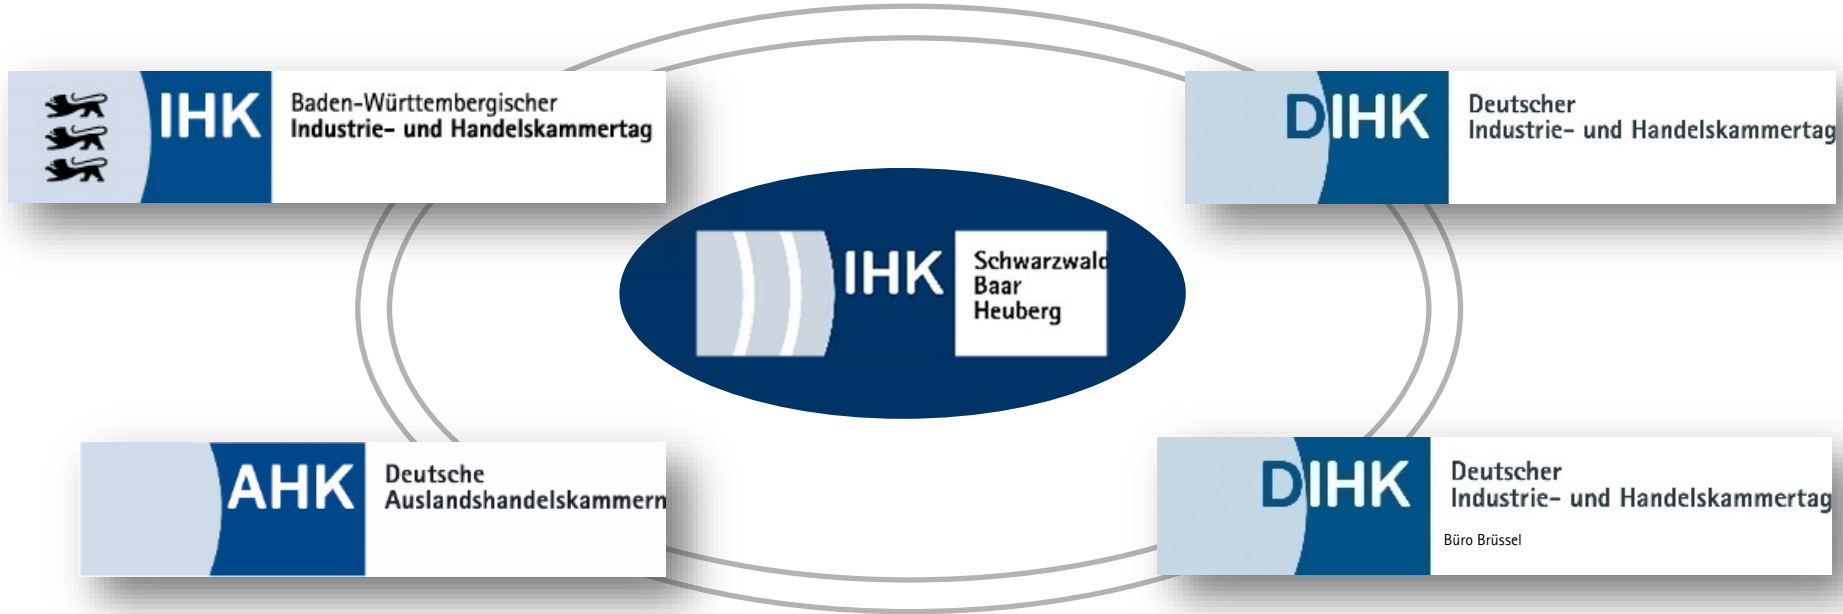 IHK
Baden-Württembergischer
Industrie- und Handelskammertag
DIHK
Deutscher
Industrie- und Handelskammertag
IHK
Schwarzwald
Baar
Heuberg
AHK
Deutsche
Auslandshandelskammern
DIHK
Deutscher
Industrie- und Handelskammertag
Büro Brüssel